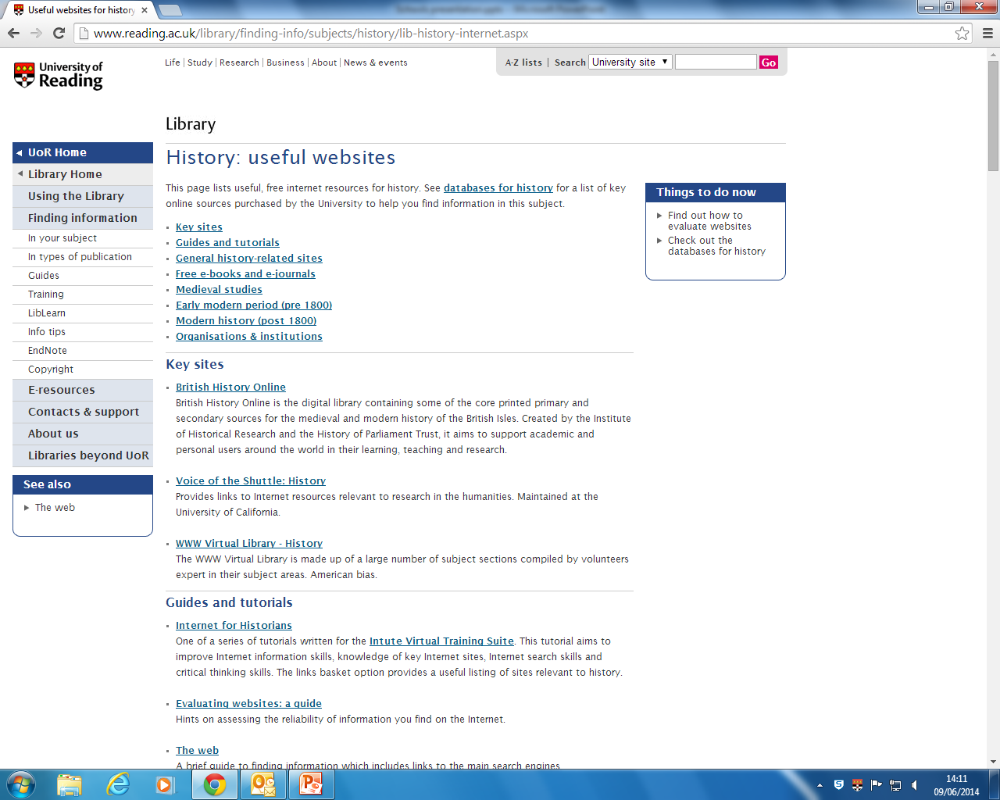 Useful websites for history
www.reading.ac.uk/library/finding-info/subjects/history/lib-history-internet.aspx
University of
Reading
Life | Study | Research | Business | About | News & events
A-Z lists | Search University site Go
Library
UoR Home
Library Home
Using the Library
Finding information
In your subject
In types of publication
Guides
Training
LibLearn
Info tips
EndNote
Copyright
E-resources
Contacts & support
About us
Libraries beyond UoR
See also
The web
History: useful websites
This page lists useful, free internet resources for history. See databases for history for a list of key
online sources purchased by the University to help you find information in this subject.
Key sites
Guides and tutorials
General history-related sites
Free e-books and e-journals
Medieval studies
Early modern period (pre 1800)
Modern history (post 1800)
Organisations & institutions
Key sites
British History Online
British History Online is the digital library containing some of the core printed primary and
secondary sources for the medieval and modern history of the British Isles. Created by the Institute
of Historical Research and the History of Parliament Trust, it aims to support academic and
personal users around the world in their learning, teaching and research.
Voice of the Shuttle: History
Provides links to Internet resources relevant to research in the humanities. Maintained at the
University of California.
WWW Virtual Library - History
The WWW Virtual Library is made up of a large number of subject sections compiled by volunteers
expert in their subject areas. American bias.
Guides and tutorials
Internet for Historians
One of a series of tutorials written for the Intute Virtual Training Suite. This tutorial aims to
improve Internet information skills, knowledge of key Internet sites, Internet search skills and
critical thinking skills. The links basket option provides a useful listing of sites relevant to history.
Evaluating websites: a guide
Hints on assessing the reliability of information you find on the Internet.
The web
A brief guide to finding information which includes links to the main search engines
Things to do now
Find out how to
evaluate websites
Check out the
databases for history
14:11
09/06/2014